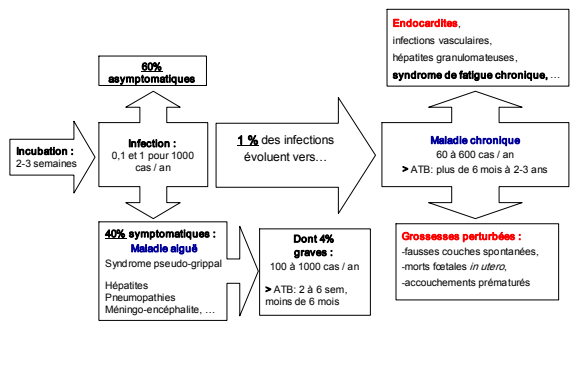 Incubation :
2-3 semaines
60%
asymptomatiques
Infection :
0,1 et 1 pour 1000
cas / an
40% symptomatiques :
Maladie aiguë
Syndrome pseudo-grippal
Hépatites
Pneumopathies
Méningo-encéphalite, …
Dont 4%
graves :
100 à 1000 cas / an
> ATB: 2 à 6 sem,
moins de 6 mois
1 % des infections
évoluent vers…
Endocardites,
infections vasculaires,
hépatites granulomateuses,
syndrome de fatigue chronique, …
Maladie chronique
60 à 600 cas / an
> ATB: plus de 6 mois à 2-3 ans
Grossesses perturbées :
-fausses couches spontanées,
-morts fœtales in utero,
-accouchements prématurés